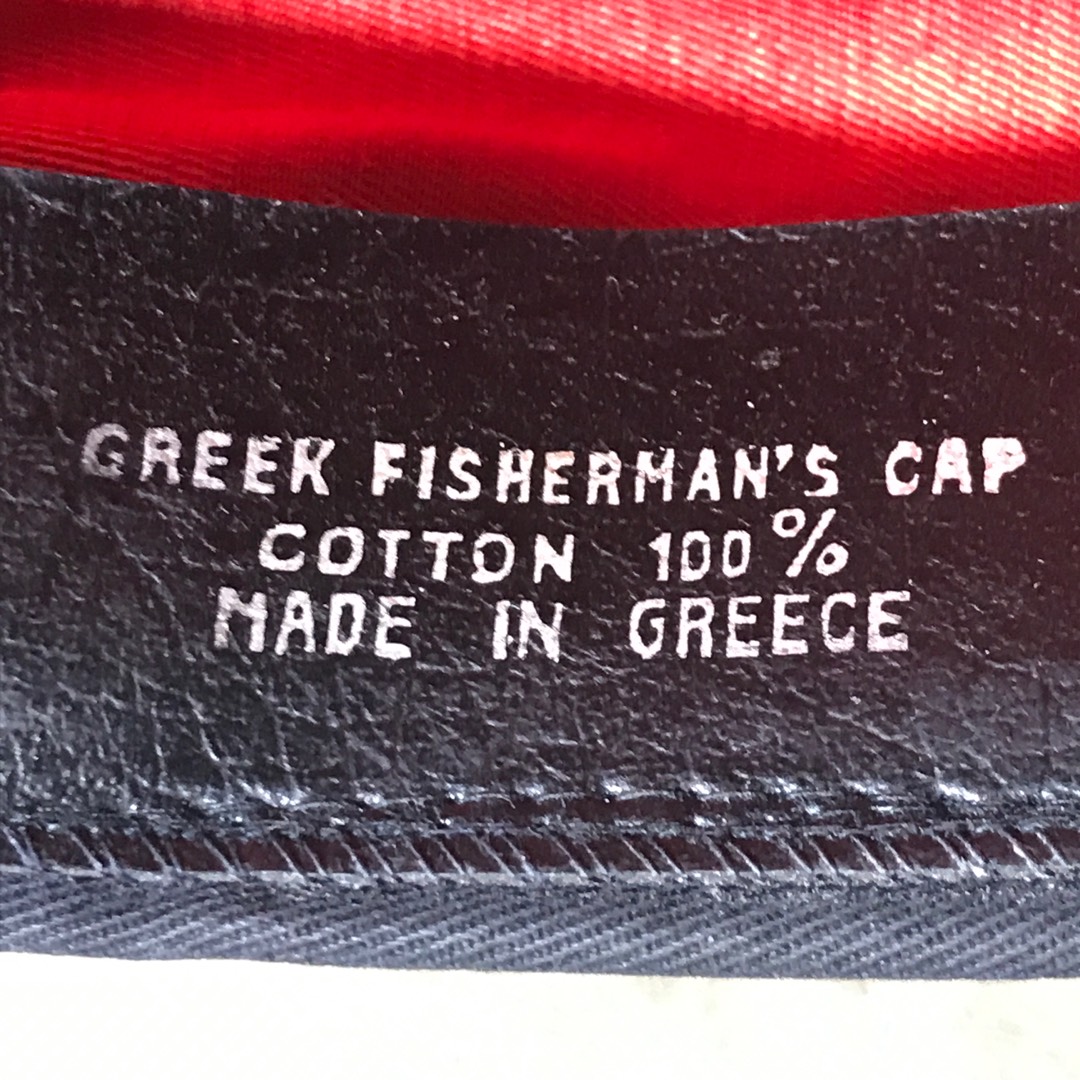 GREEK FISHERMAN'S CAP
COTTON 100%
MADE IN GREECE